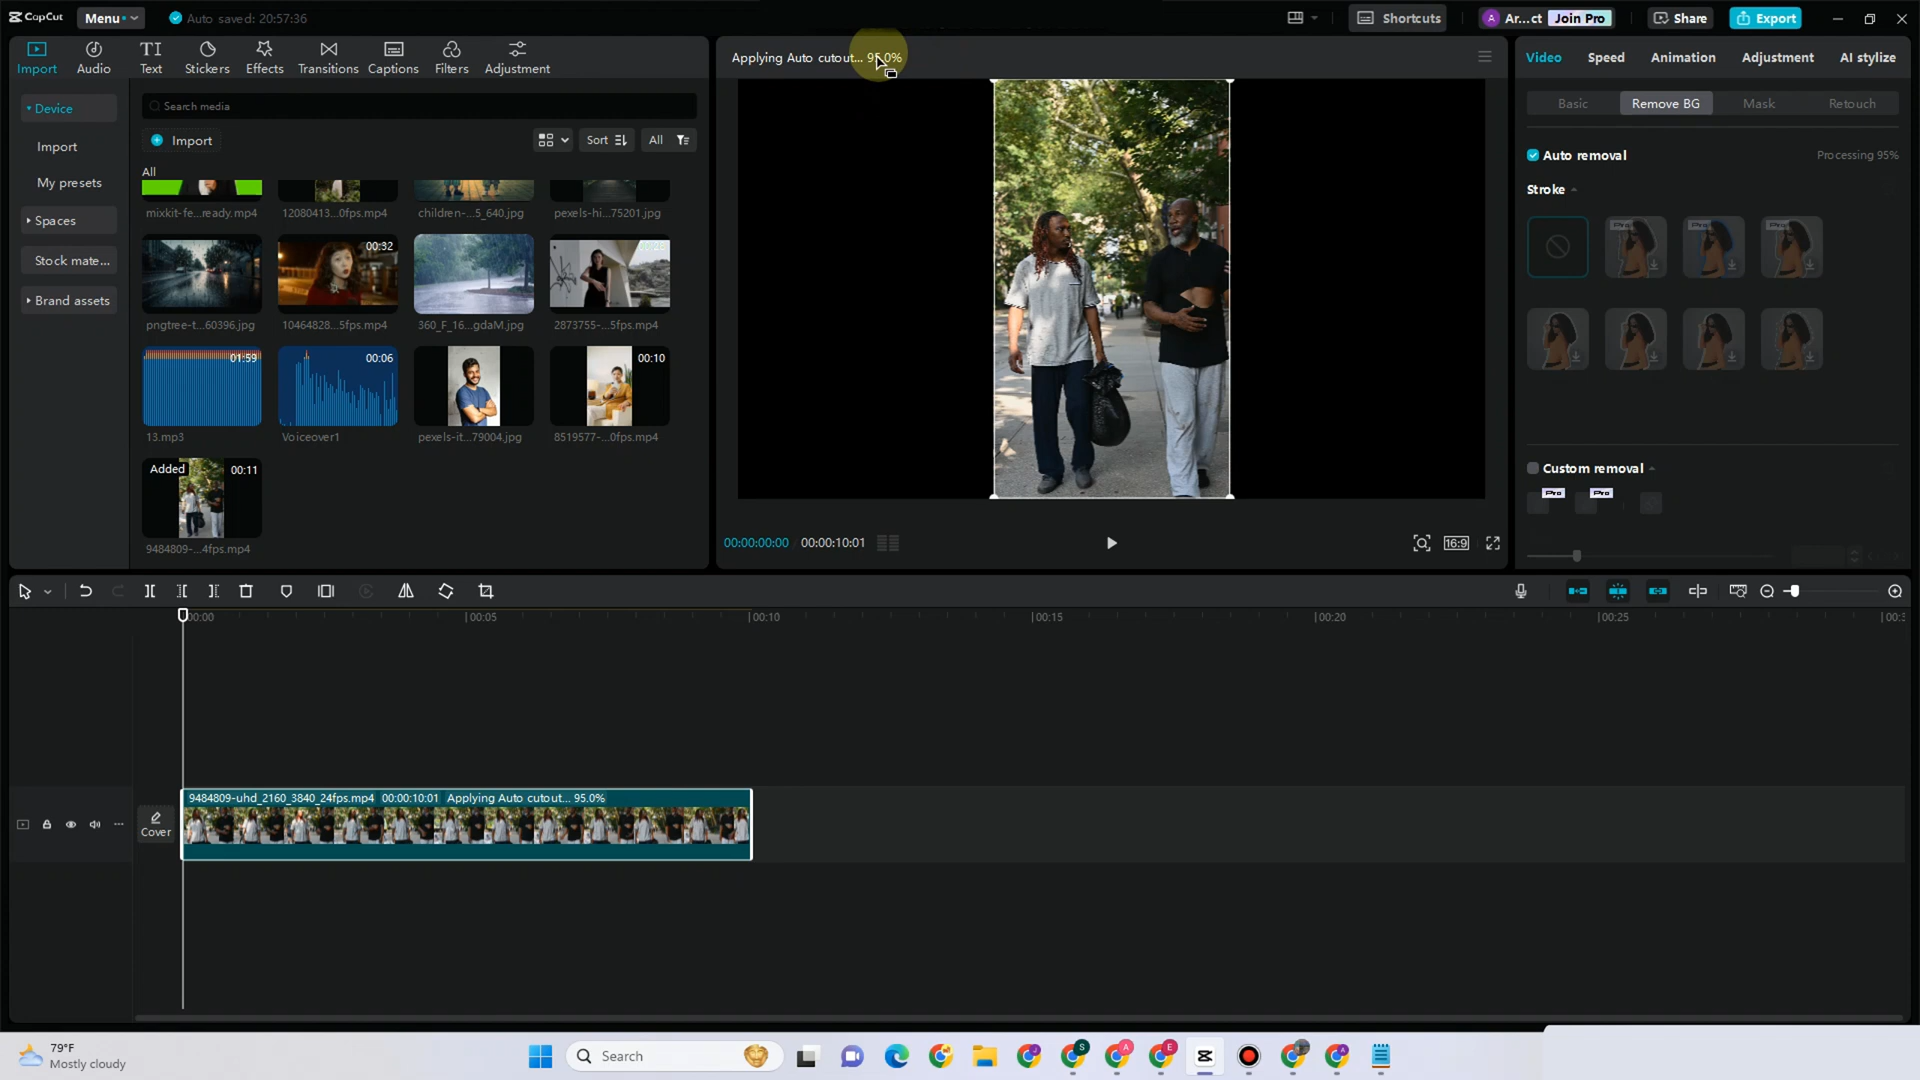 CapCut
Menu
Auto saved: 20:57:36
Shortcuts
Ar...ct
Join Pro
Share
Export
Import
Audio
Text
Stickers
Effects
Transitions
Captions
Filters
Adjustment
Device
Import
My presets
Spaces
Stock mate...
Brand assets
Search media
Import
Sort
All
All
mixkit-fe...ready.mp4
12080413...0fps.mp4
children-...5_640.jpg
pexels-hi...75201.jpg
00:32
pngtree-t...60396.jpg
10464828...5fps.mp4
360_F_16...gdaM.jpg
2873755-...5fps.mp4
01:59
00:06
00:10
13.mp3
Voiceover1
pexels-it...79004.jpg
8519577-...0fps.mp4
Added
00:11
9484809-...4fps.mp4
Applying Auto cutout... 95.0%
00:00:00:00
00:00:10:01
16:9
Video
Speed
Animation
Adjustment
AI stylize
Basic
Remove BG
Mask
Retouch
Auto removal
Processing 95%
Stroke
Pro
Pro
Pro
Custom removal
Pro
Pro
00:00
00:05
00:10
00:15
00:20
00:25
Cover
9484809-uhd_2160_3840_24fps.mp4 00:00:10:01 Applying Auto cutout... 95.0%
79°F
Mostly cloudy
Search